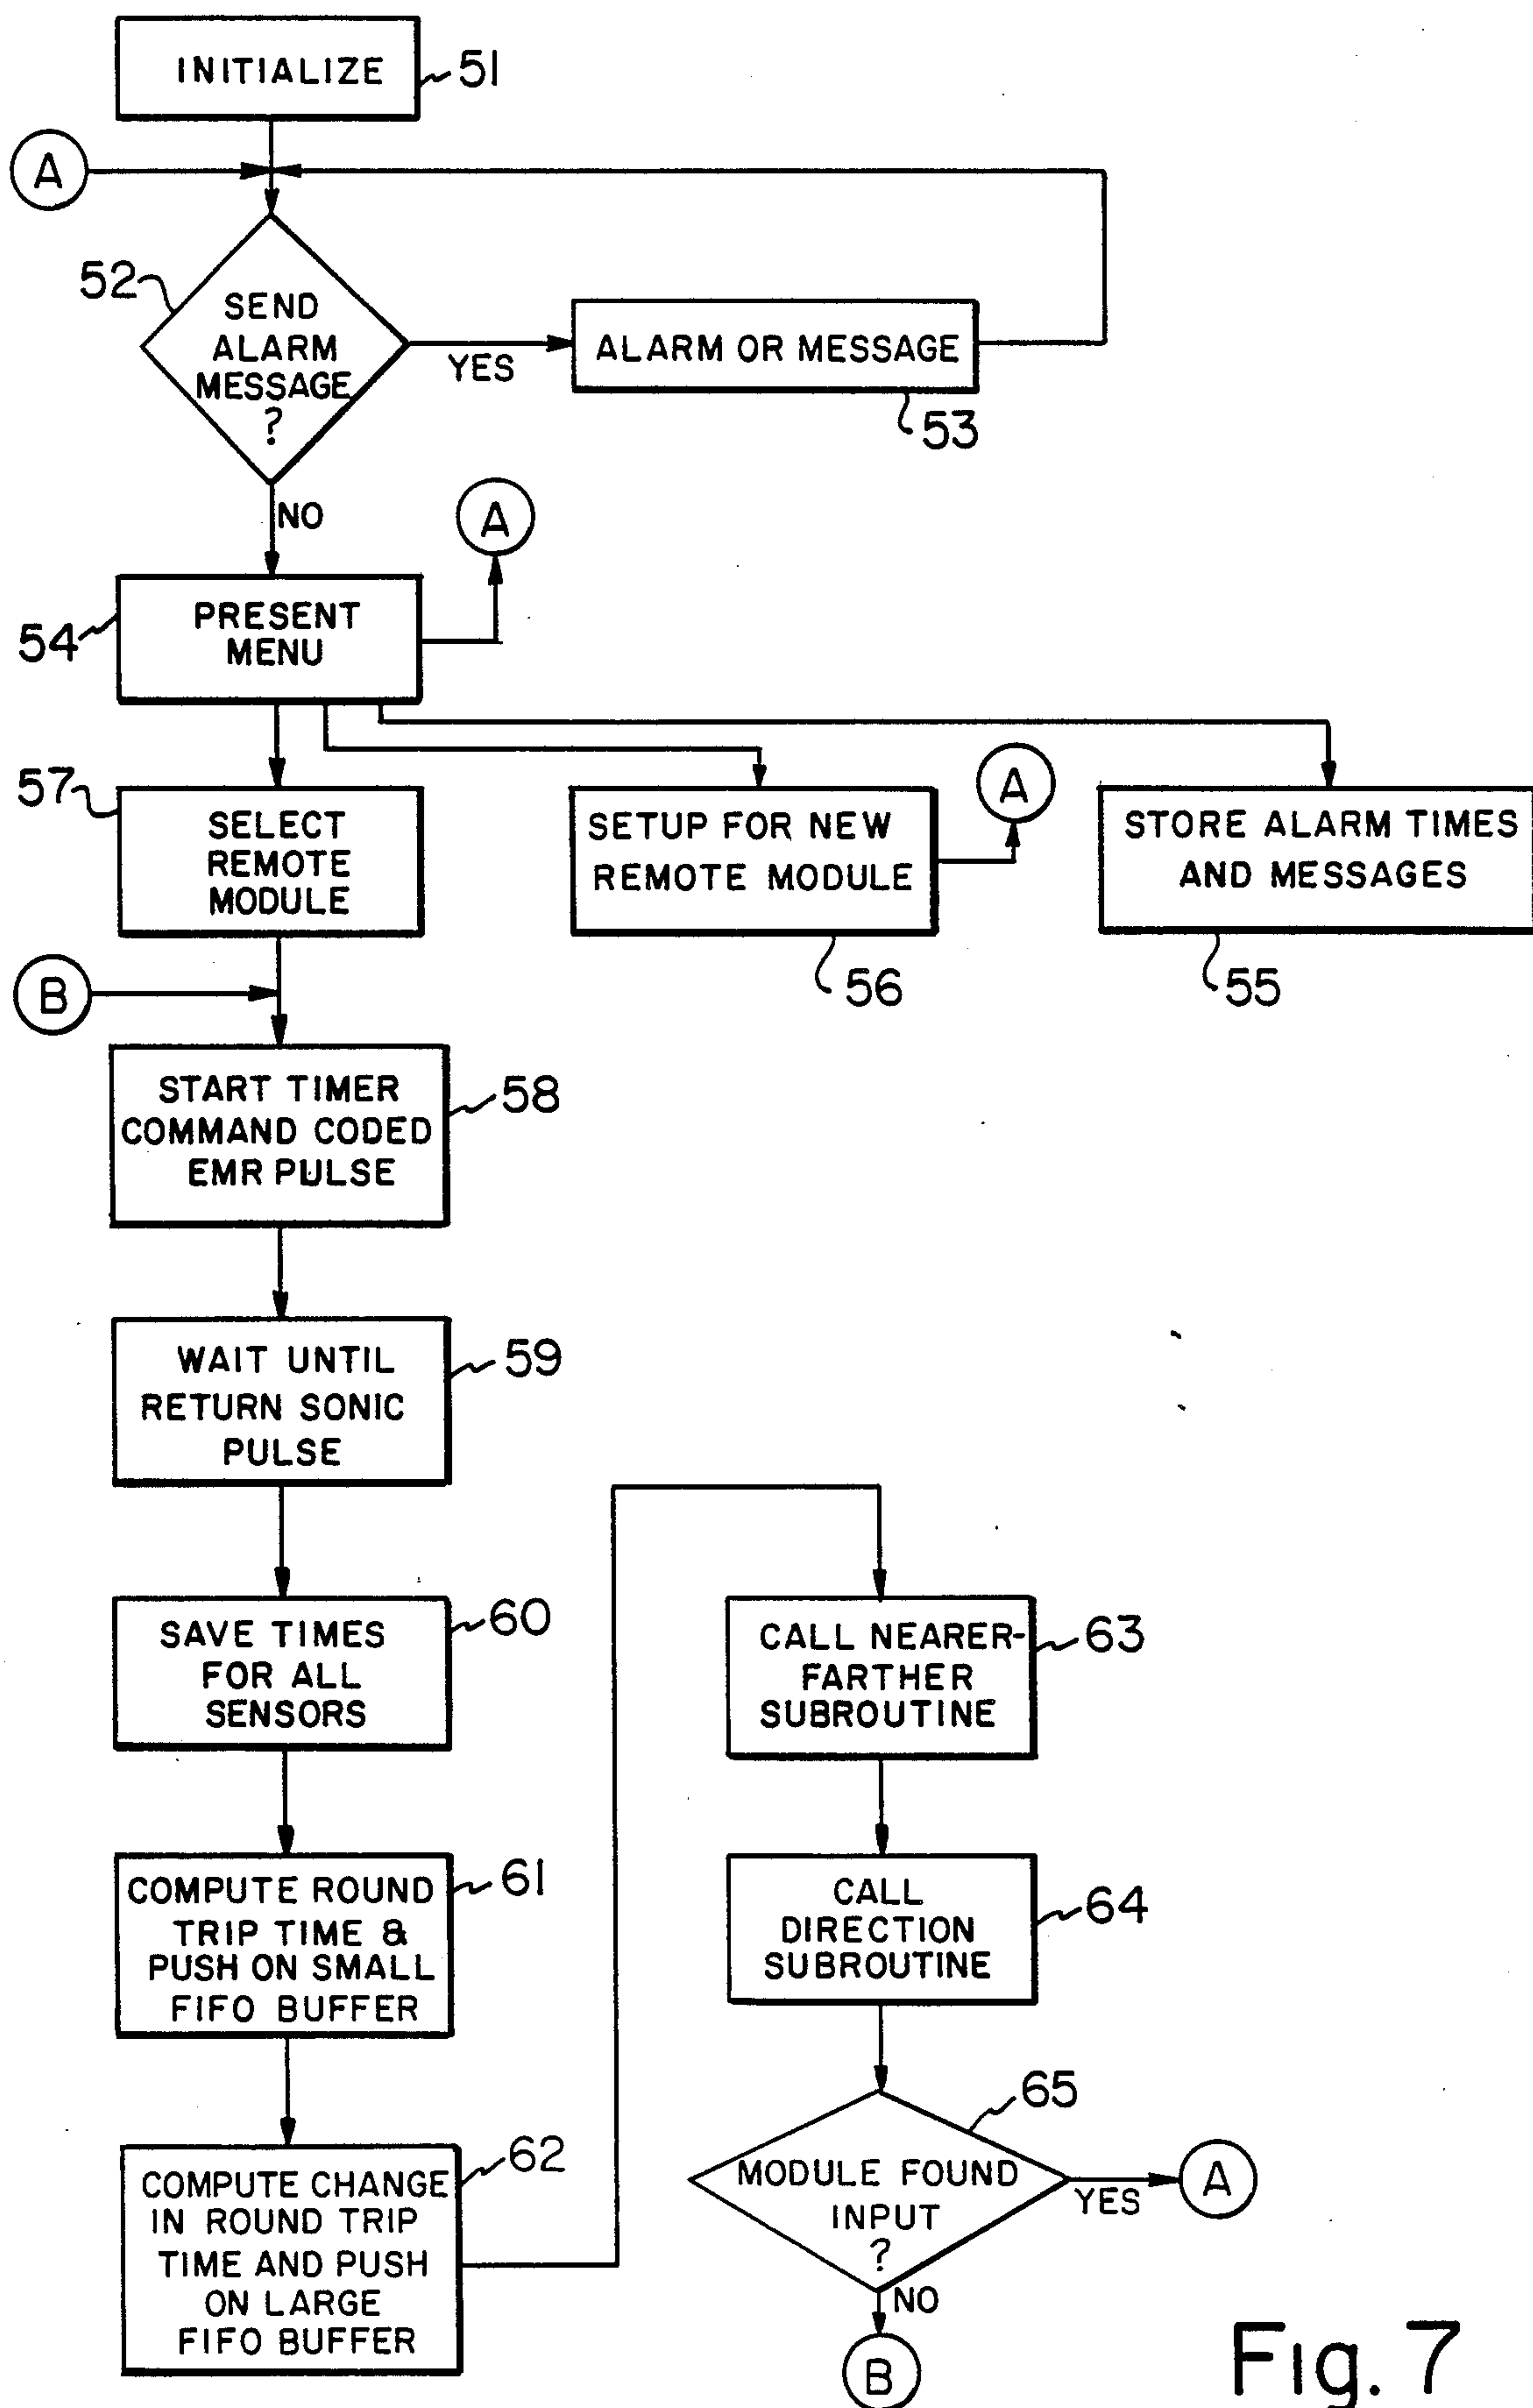 INITIALIZE
51
A
52
SEND
ALARM
MESSAGE
?
YES
ALARM OR MESSAGE
53
NO
A
54
PRESENT
MENU
57
SELECT
REMOTE
MODULE
SETUP FOR NEW
REMOTE MODULE
56
A
STORE ALARM TIMES
AND MESSAGES
55
B
START TIMER
COMMAND CODED
EMR PULSE
58
WAIT UNTIL
RETURN SONIC
PULSE
59
SAVE TIMES
FOR ALL
SENSORS
60
COMPUTE ROUND
TRIP TIME &
PUSH ON SMALL
FIFO BUFFER
61
COMPUTE CHANGE
IN ROUND TRIP
TIME AND PUSH
ON LARGE
FIFO BUFFER
62
CALL NEARER-
FARTHER
SUBROUTINE
63
CALL
DIRECTION
SUBROUTINE
64
65
MODULE FOUND
INPUT
?
YES
A
NO
B
Fig. 7